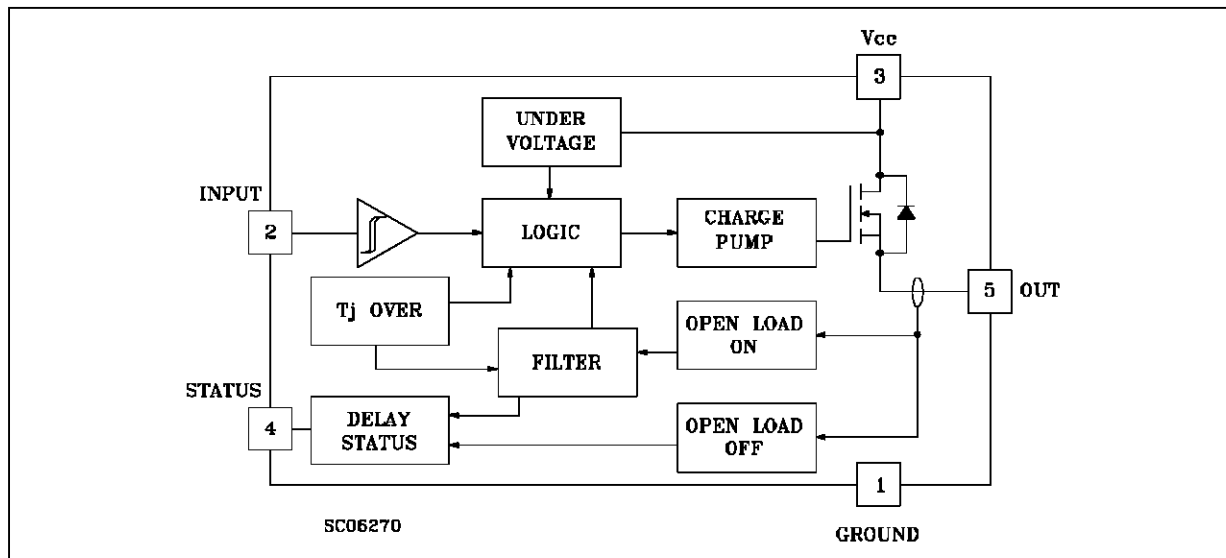 Vcc
3
UNDER
VOLTAGE
INPUT
2
LOGIC
CHARGE
PUMP
Tj OVER
5
OUT
OPEN LOAD
ON
FILTER
STATUS
4
DELAY
STATUS
OPEN LOAD
OFF
1
SC06270
GROUND